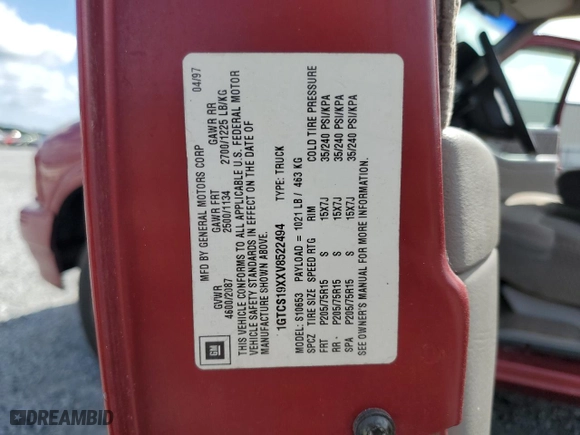 MFD BY GENERAL MOTORS CORP 04/97
GVWR GAWR FRT GAWR RR
4600/2087 2500/1134 2700/1225 LB/KG
THIS VEHICLE CONFORMS TO ALL APPLICABLE U.S. FEDERAL MOTOR
VEHICLE SAFETY STANDARDS IN EFFECT ON THE DATE OF
MANUFACTURE SHOWN ABOVE.
1GTCS19XXV8522494 TYPE: TRUCK
MODEL: S10653 PAYLOAD = 1021 LB / 463 KG
SPCZ TIRE SIZE SPEED RTG RIM COLD TIRE PRESSURE
FRT P205/75R15 S 15X7J 35/240 PSI/KPA
RR P205/75R15 S 15X7J 35/240 PSI/KPA
SPA P205/75R15 S 15X7J 35/240 PSI/KPA
SEE OWNER'S MANUAL FOR MORE INFORMATION.
GM
DREAMBID